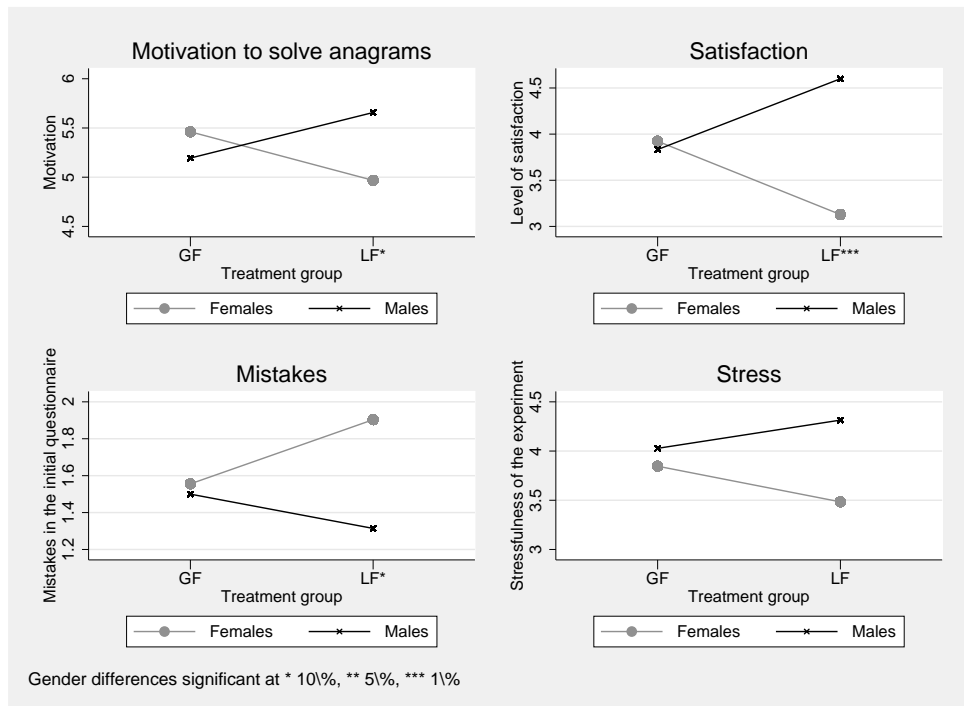 Motivation to solve anagrams
Motivation
6
5.5
5
4.5
GF LF*
Treatment group
Females Males
Satisfaction
Level of satisfaction
4.5
4
3.5
3
GF LF***
Treatment group
Females Males
Mistakes
Mistakes in the initial questionnaire
2
1.8
1.6
1.4
1.2
GF LF*
Treatment group
Females Males
Stress
Stressfulness of the experiment
4.5
4
3.5
3
GF LF
Treatment group
Females Males
Gender differences significant at * 10\%, ** 5\%, *** 1\%